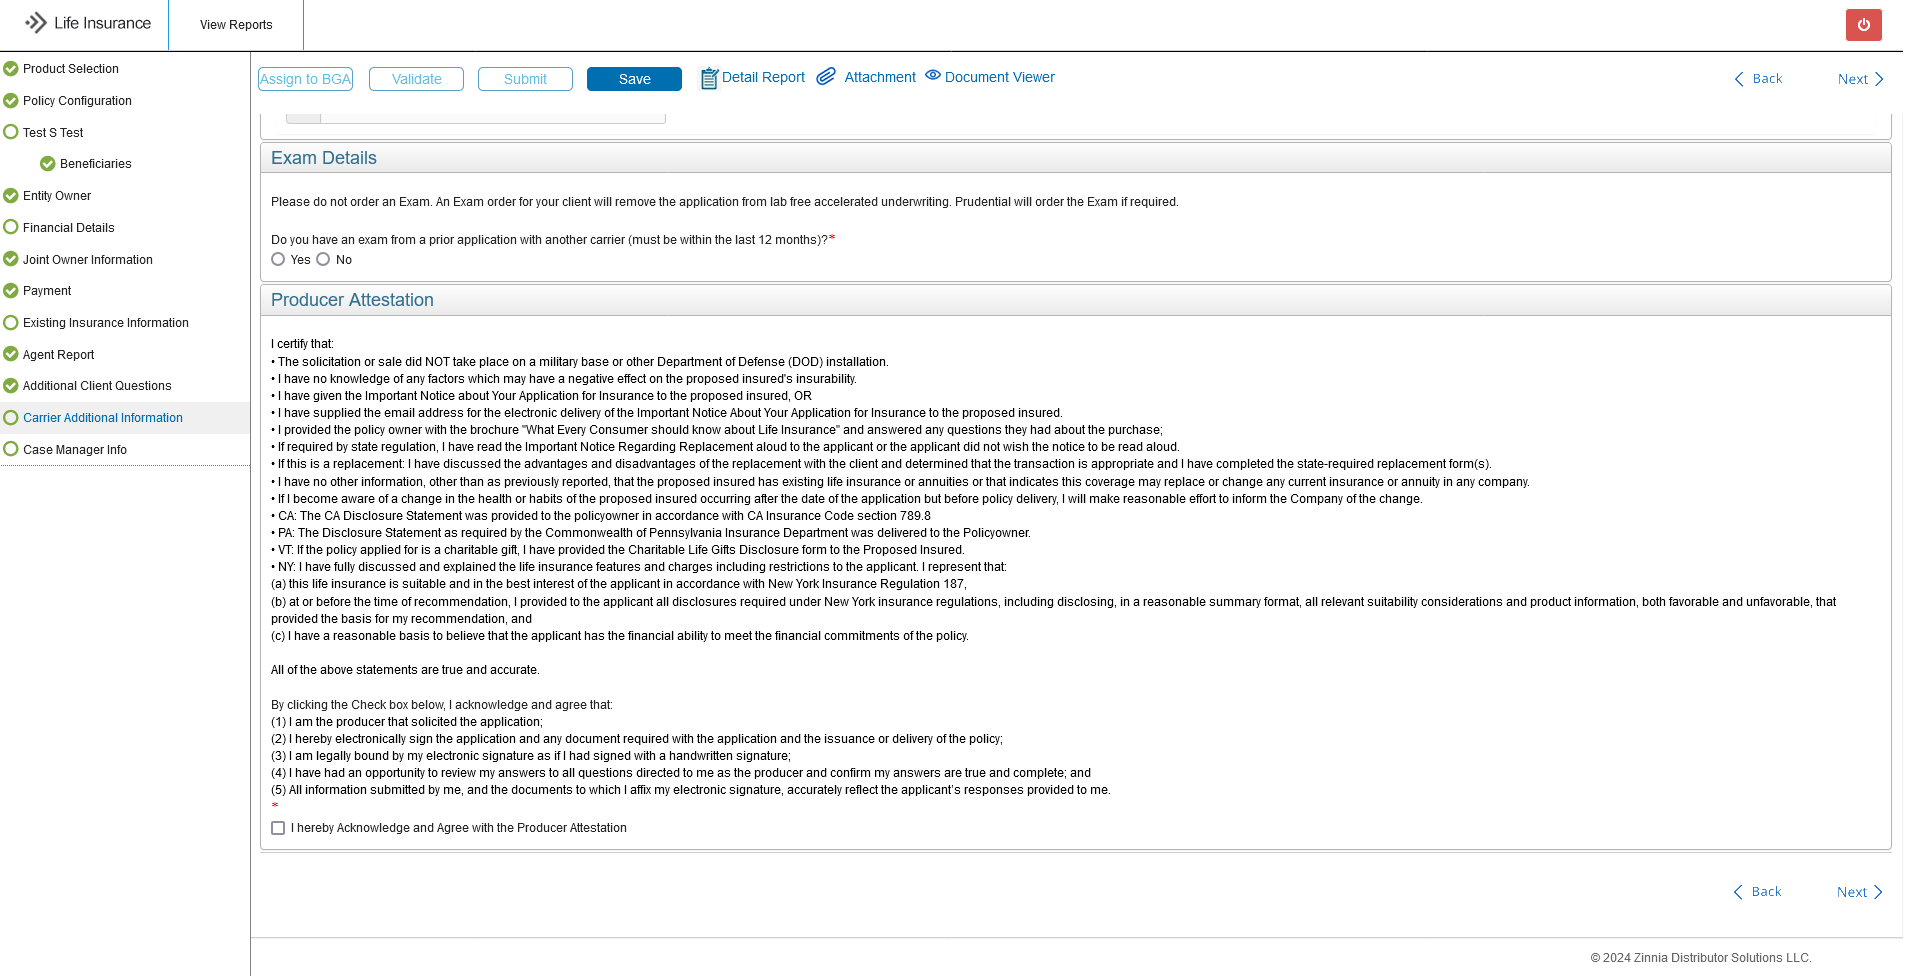 Life Insurance
View Reports
Product Selection
Policy Configuration
Test S Test
Beneficiaries
Entity Owner
Financial Details
Joint Owner Information
Payment
Existing Insurance Information
Agent Report
Additional Client Questions
Carrier Additional Information
Case Manager Info
Assign to BGA
Validate
Submit
Save
Detail Report
Attachment
Document Viewer
Back
Next
Exam Details
Please do not order an Exam. An Exam order for your client will remove the application from lab free accelerated underwriting. Prudential will order the Exam if required.
Do you have an exam from a prior application with another carrier (must be within the last 12 months)?*
Yes No
Producer Attestation
I certify that:
• The solicitation or sale did NOT take place on a military base or other Department of Defense (DOD) installation.
• I have no knowledge of any factors which may have a negative effect on the proposed insured's insurability.
• I have given the Important Notice about Your Application for Insurance to the proposed insured, OR
• I have supplied the email address for the electronic delivery of the Important Notice About Your Application for Insurance to the proposed insured.
• I provided the policy owner with the brochure "What Every Consumer should know about Life Insurance" and answered any questions they had about the purchase;
• If required by state regulation, I have read the Important Notice Regarding Replacement aloud to the applicant or the applicant did not wish the notice to be read aloud.
• If this is a replacement: I have discussed the advantages and disadvantages of the replacement with the client and determined that the transaction is appropriate and I have completed the state-required replacement form(s).
• I have no other information, other than as previously reported, that the proposed insured has existing life insurance or annuities or that indicates this coverage may replace or change any current insurance or annuity in any company.
• If I become aware of a change in the health or habits of the proposed insured occurring after the date of the application but before policy delivery, I will make reasonable effort to inform the Company of the change.
• CA: The CA Disclosure Statement was provided to the policyowner in accordance with CA Insurance Code section 789.8
• PA: The Disclosure Statement as required by the Commonwealth of Pennsylvania Insurance Department was delivered to the Policyowner.
• VT: If the policy applied for is a charitable gift, I have provided the Charitable Life Gifts Disclosure form to the Proposed Insured.
• NY: I have fully discussed and explained the life insurance features and charges including restrictions to the applicant. I represent that:
(a) this life insurance is suitable and in the best interest of the applicant in accordance with New York Insurance Regulation 187,
(b) at or before the time of recommendation, I provided to the applicant all disclosures required under New York insurance regulations, including disclosing, in a reasonable summary format, all relevant suitability considerations and product information, both favorable and unfavorable, that
provided the basis for my recommendation, and
(c) I have a reasonable basis to believe that the applicant has the financial ability to meet the financial commitments of the policy.
All of the above statements are true and accurate.
By clicking the Check box below, I acknowledge and agree that:
(1) I am the producer that solicited the application;
(2) I hereby electronically sign the application and any document required with the application and the issuance or delivery of the policy;
(3) I am legally bound by my electronic signature as if I had signed with a handwritten signature;
(4) I have had an opportunity to review my answers to all questions directed to me as the producer and confirm my answers are true and complete; and
(5) All information submitted by me, and the documents to which I affix my electronic signature, accurately reflect the applicant's responses provided to me.
*
I hereby Acknowledge and Agree with the Producer Attestation
Back
Next
© 2024 Zinnia Distributor Solutions LLC.